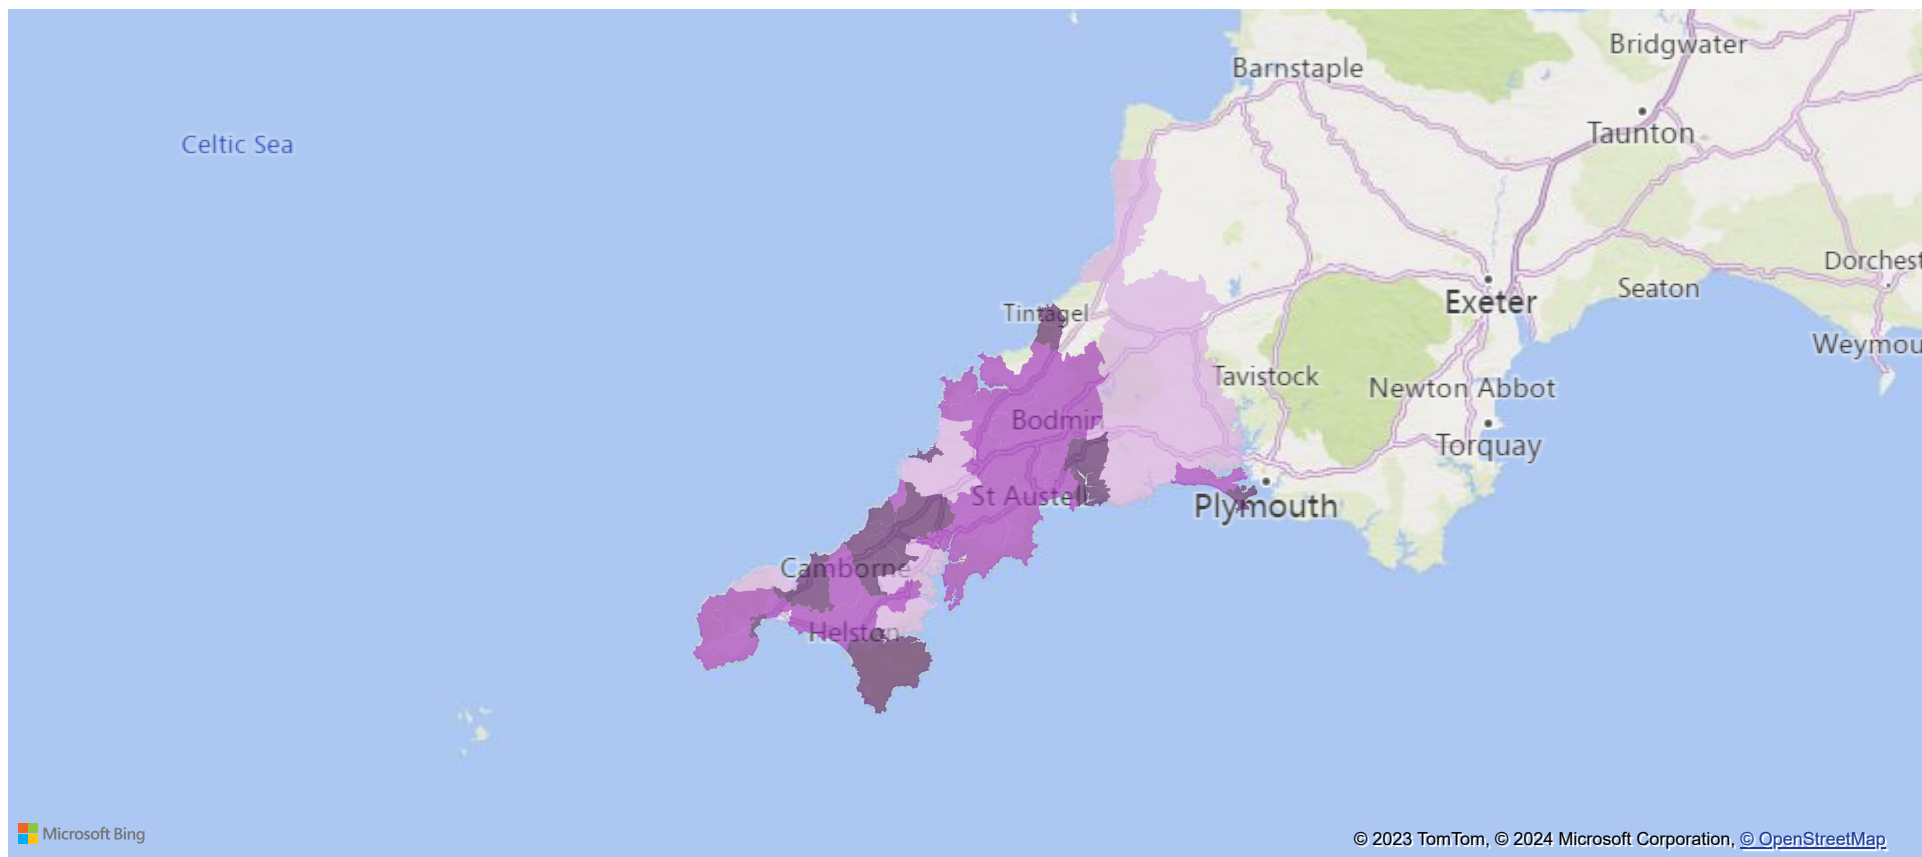 Bridgwater
Barnstaple
Taunton
Celtic Sea
Dorchest
Seaton
Exeter
Tintagel
Weymou
Tavistock
Newton Abbot
Bodmin
Torquay
St Austell
Plymouth
Camborne
Helston
Microsoft Bing
© 2023 TomTom, © 2024 Microsoft Corporation, © OpenStreetMap